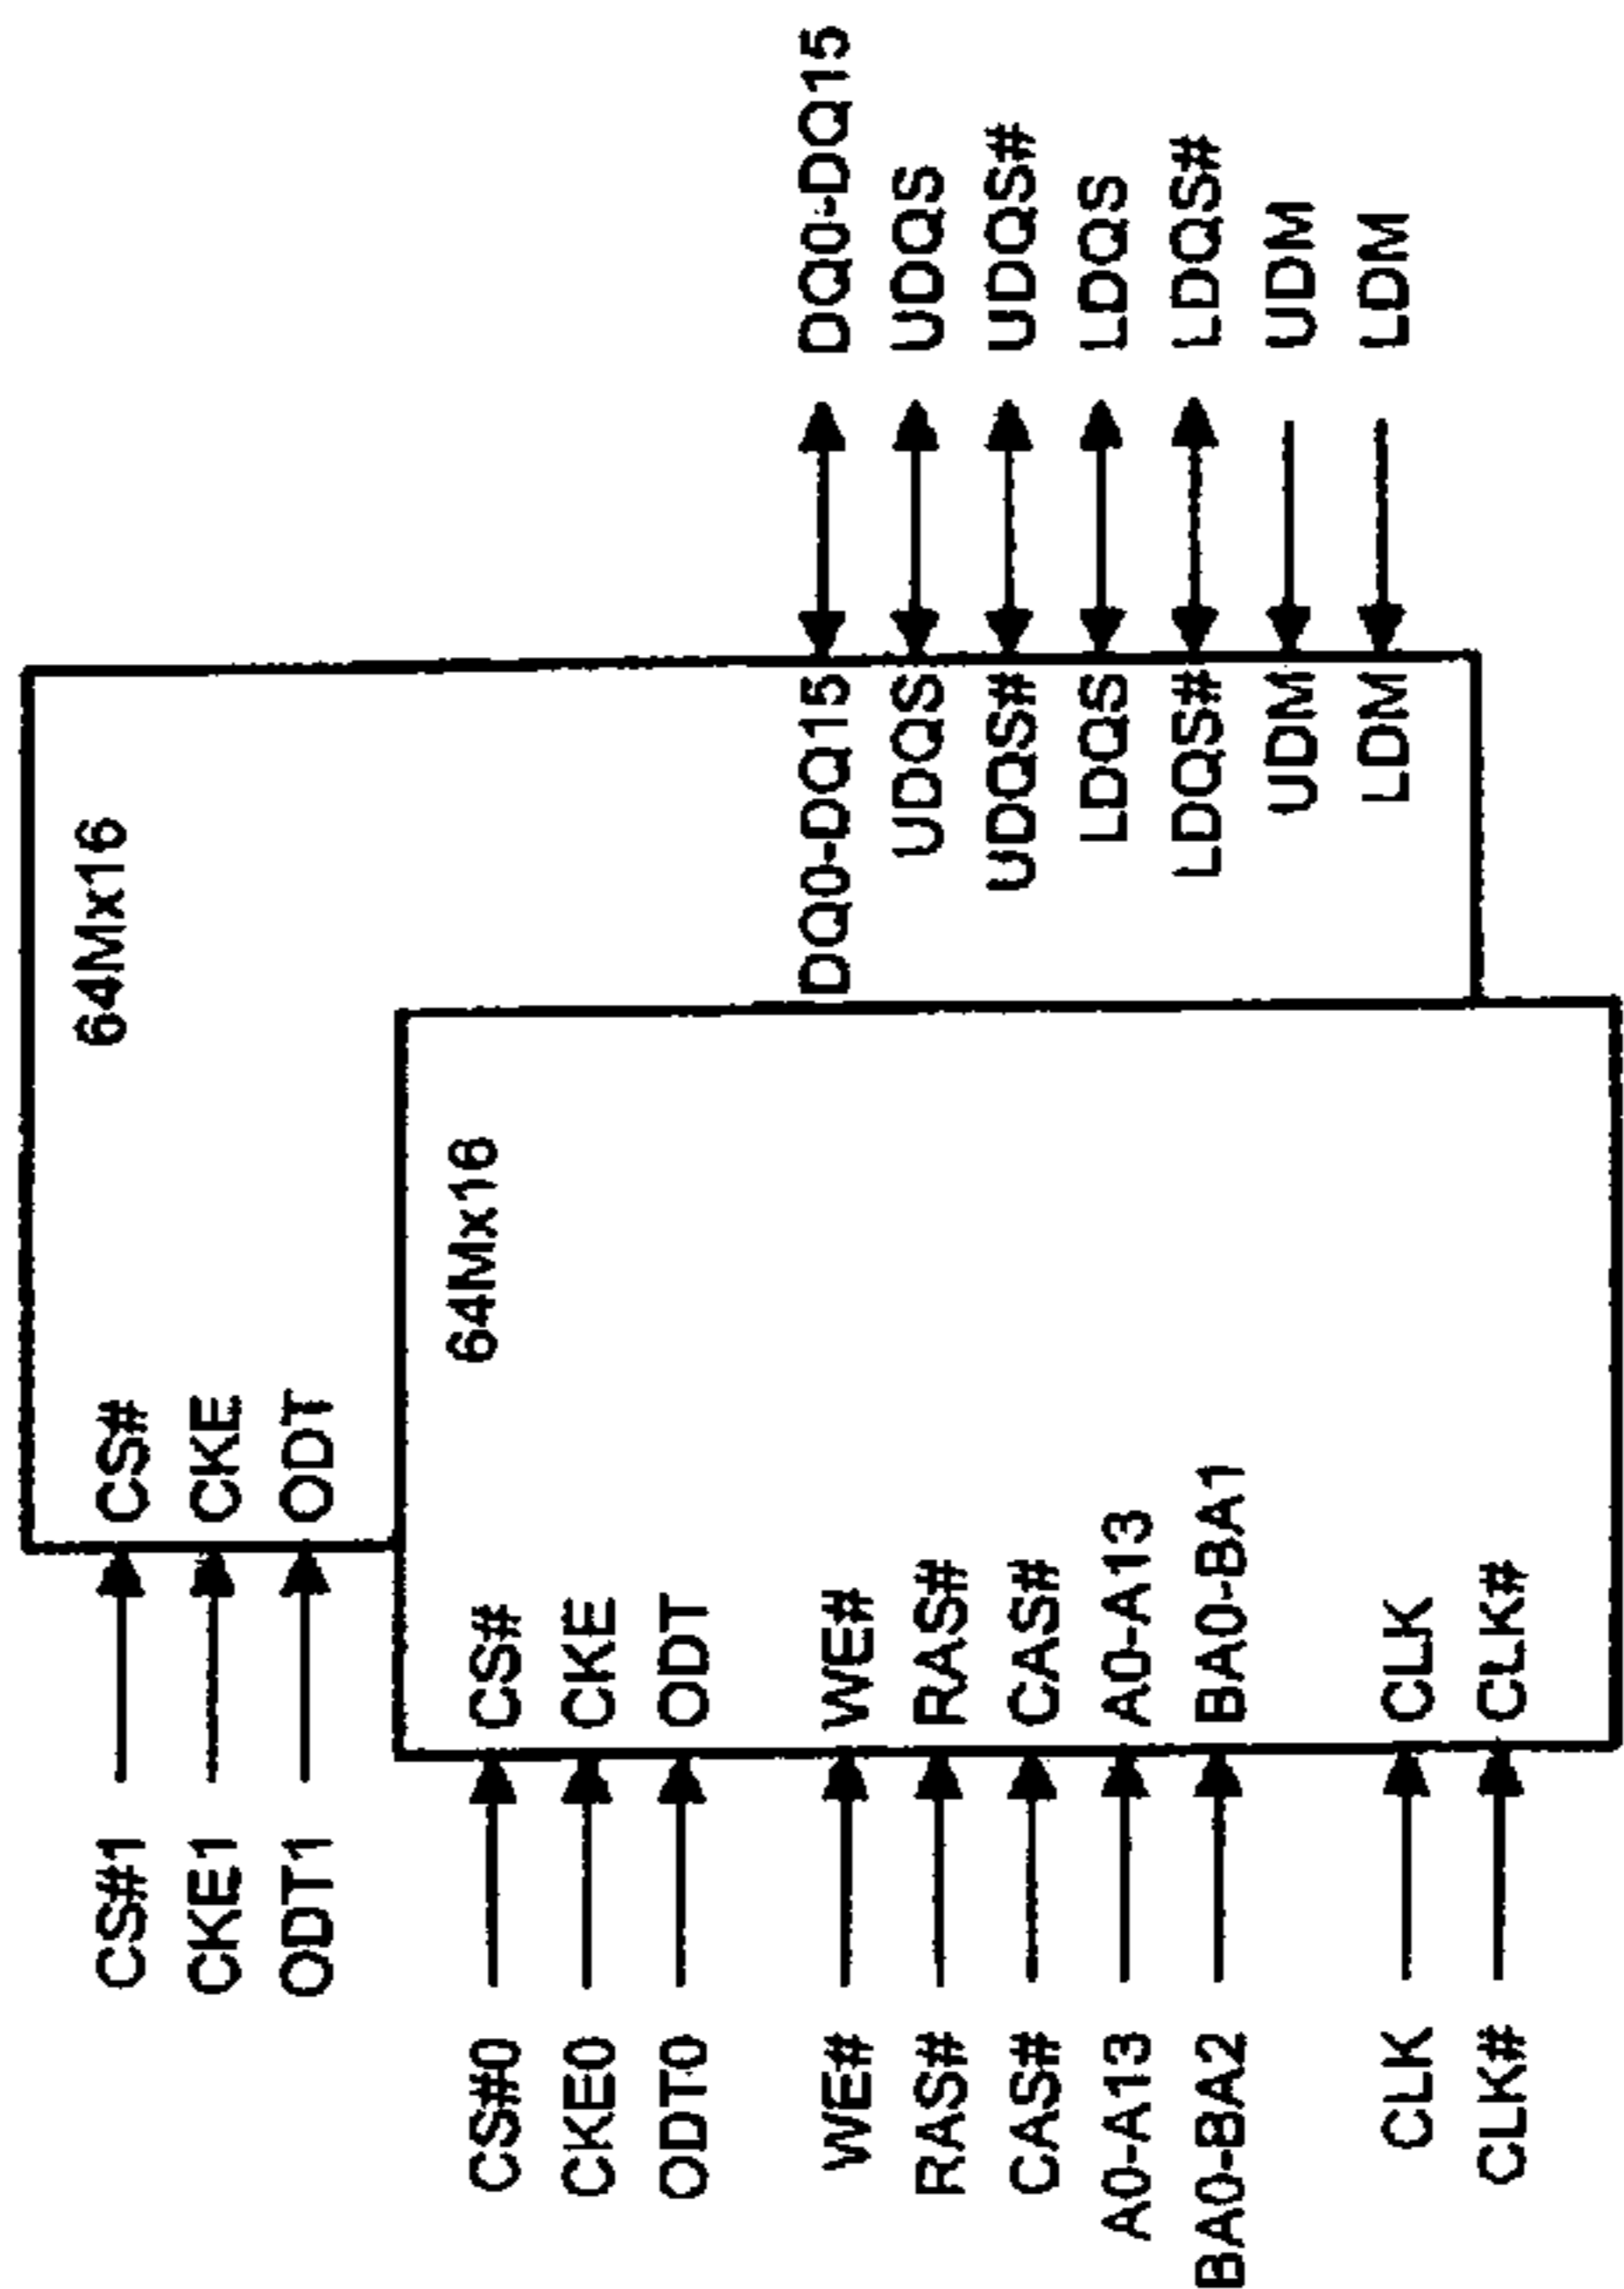 64Mx16
CS#1
CS#
CKE1
CKE
ODT1
ODT
64Mx16
CS#0
CS#
CKE0
CKE
ODT0
ODT
WE#
WE#
DQ0-DQ15
DQ0-DQ15
RAS#
RAS#
UDQS
UDQS
CAS#
CAS#
UDQS#
UDQS#
A0-A13
A0-A13
LDQS
LDQS
BA0-BA2
BA0-BA1
LDQS#
LDQS#
UDM
UDM
CLK
CLK
LDM
LDM
CLK#
CLK#